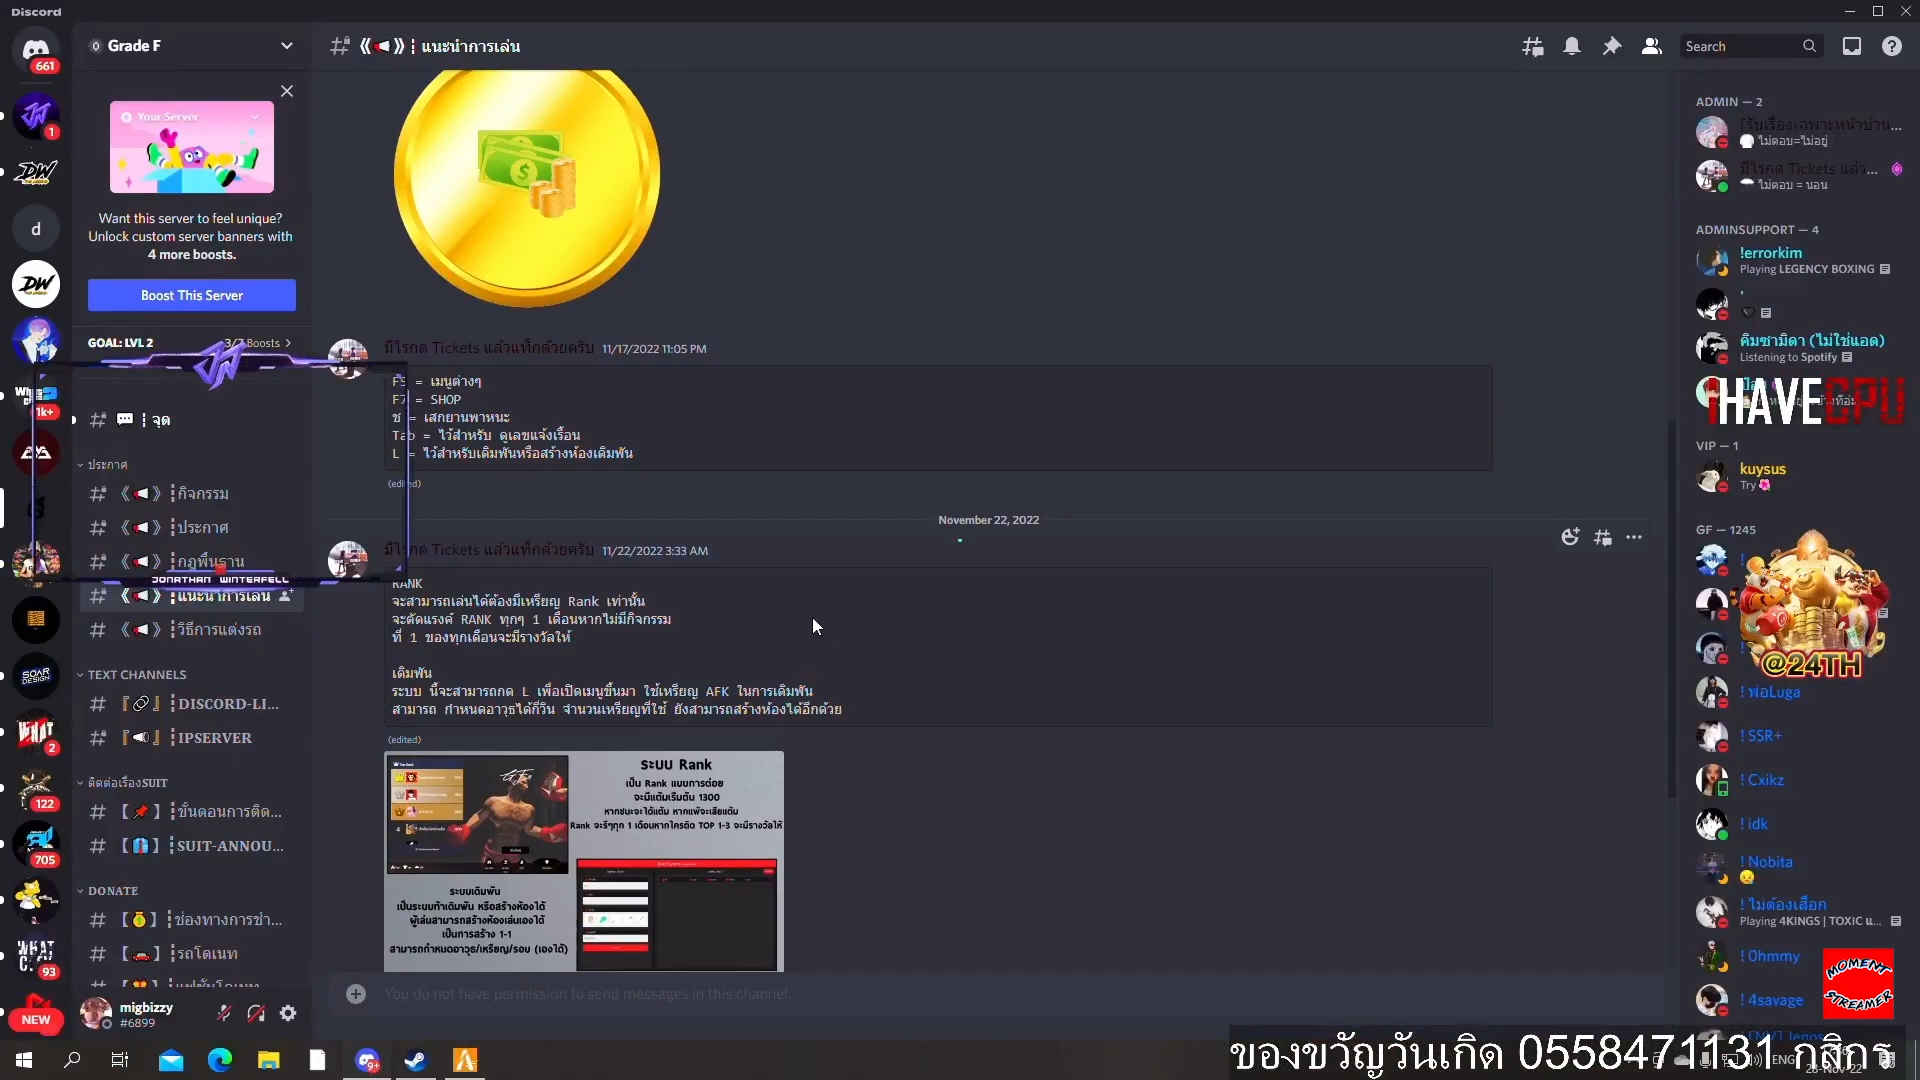 Discord
Grade F
《📢》┆แนะนำการเล่น
Search
661
1
Your Server
Want this server to feel unique?
Unlock custom server banners with
4 more boosts.
Boost This Server
GOAL: LVL 2
3/7 Boosts
มีไรกด Tickets แล้วแท็กด้วยครับ 11/17/2022 11:05 PM
F5 = เมนูต่างๆ
F7 = SHOP
ช = เสกยานพาหนะ
Tab = ไว้สำหรับ ดูเลขแจ้งเรื่อน
L = ไว้สำหรับเดิมพันหรือสร้างห้องเดิมพัน
(edited)
November 22, 2022
มีไรกด Tickets แล้วแท็กด้วยครับ 11/22/2022 3:33 AM
RANK
จะสามารถเล่นได้ต้องมีเหรียญ Rank เท่านั้น
จะตัดแรงค์ RANK ทุกๆ 1 เดือนหากไม่มีกิจกรรม
ที่ 1 ของทุกเดือนจะมีรางวัลให้
เดิมพัน
ระบบ นี้จะสามารถกด L เพื่อเปิดเมนูขึ้นมา ใช้เหรียญ AFK ในการเดิมพัน
สามารถ กำหนดอาวุธได้กี่วิน จำนวนเหรียญที่ใช้ ยังสามารถสร้างห้องได้อีกด้วย
(edited)
ระบบ Rank
เป็น Rank แบบการต่อย
จะมีแต้มเริ่มต้น 1300
หากชนะจะได้แต้ม หากแพ้จะเสียแต้ม
Rank จะรีๆทุก 1 เดือนหากใครติด TOP 1-3 จะมีรางวัลให้
ระบบเดิมพัน
เป็นระบบท้าเดิมพัน หรือสร้างห้องได้
ผู้เล่นสามารถสร้างห้องเล่นเองได้
เป็นการสร้าง 1-1
สามารถกำหนดอาวุธ/เหรียญ/รอบ (เองได้)
You do not have permission to send messages in this channel.
┆จุด
ประกาศ
《📢》┆กิจกรรม
《📢》┆ประกาศ
《📢》┆กฎพื้นฐาน
JONATHAN WINTERFELL
《📢》┆แนะนำการเล่น
《📢》┆วิธีการแต่งรถ
TEXT CHANNELS
『🔗』┆DISCORD-LI...
『📢』┆IPSERVER
ติดต่อเรื่องSUIT
【📌】┆ขั้นตอนการติด...
【👔】┆SUIT-ANNOU...
DONATE
【💰】┆ช่องทางการชำ...
【🚗】┆รถโดเนท
migbizzy
#6899
DW
d
DW
1k+
SOAR
DESIGN
WHAT
2
122
705
93
NEW
ADMIN — 2
[รับเรื่องเฉพาะหน้าบ้าน...
ไม่ตอบ=ไม่อยู่
มีไรกด Tickets แล้ว...
ไม่ตอบ = นอน
ADMINSUPPORT — 4
!errorkim
Playing LEGENCY BOXING
คิมซามิดา (ไม่ใช่แอด)
Listening to Spotify
IHAVECPU
VIP — 1
kuysus
Try
GF — 1245
@24TH
! พ่อLuga
! SSR+
! Cxikz
! idk
! Nobita
! ไม่ต้องเสือก
Playing 4KINGS | TOXIC แ...
! 0hmmy
! 4savage
MOMENT
STREAMER
9+
ของขวัญวันเกิด 0558471131 กสิกร
ENG